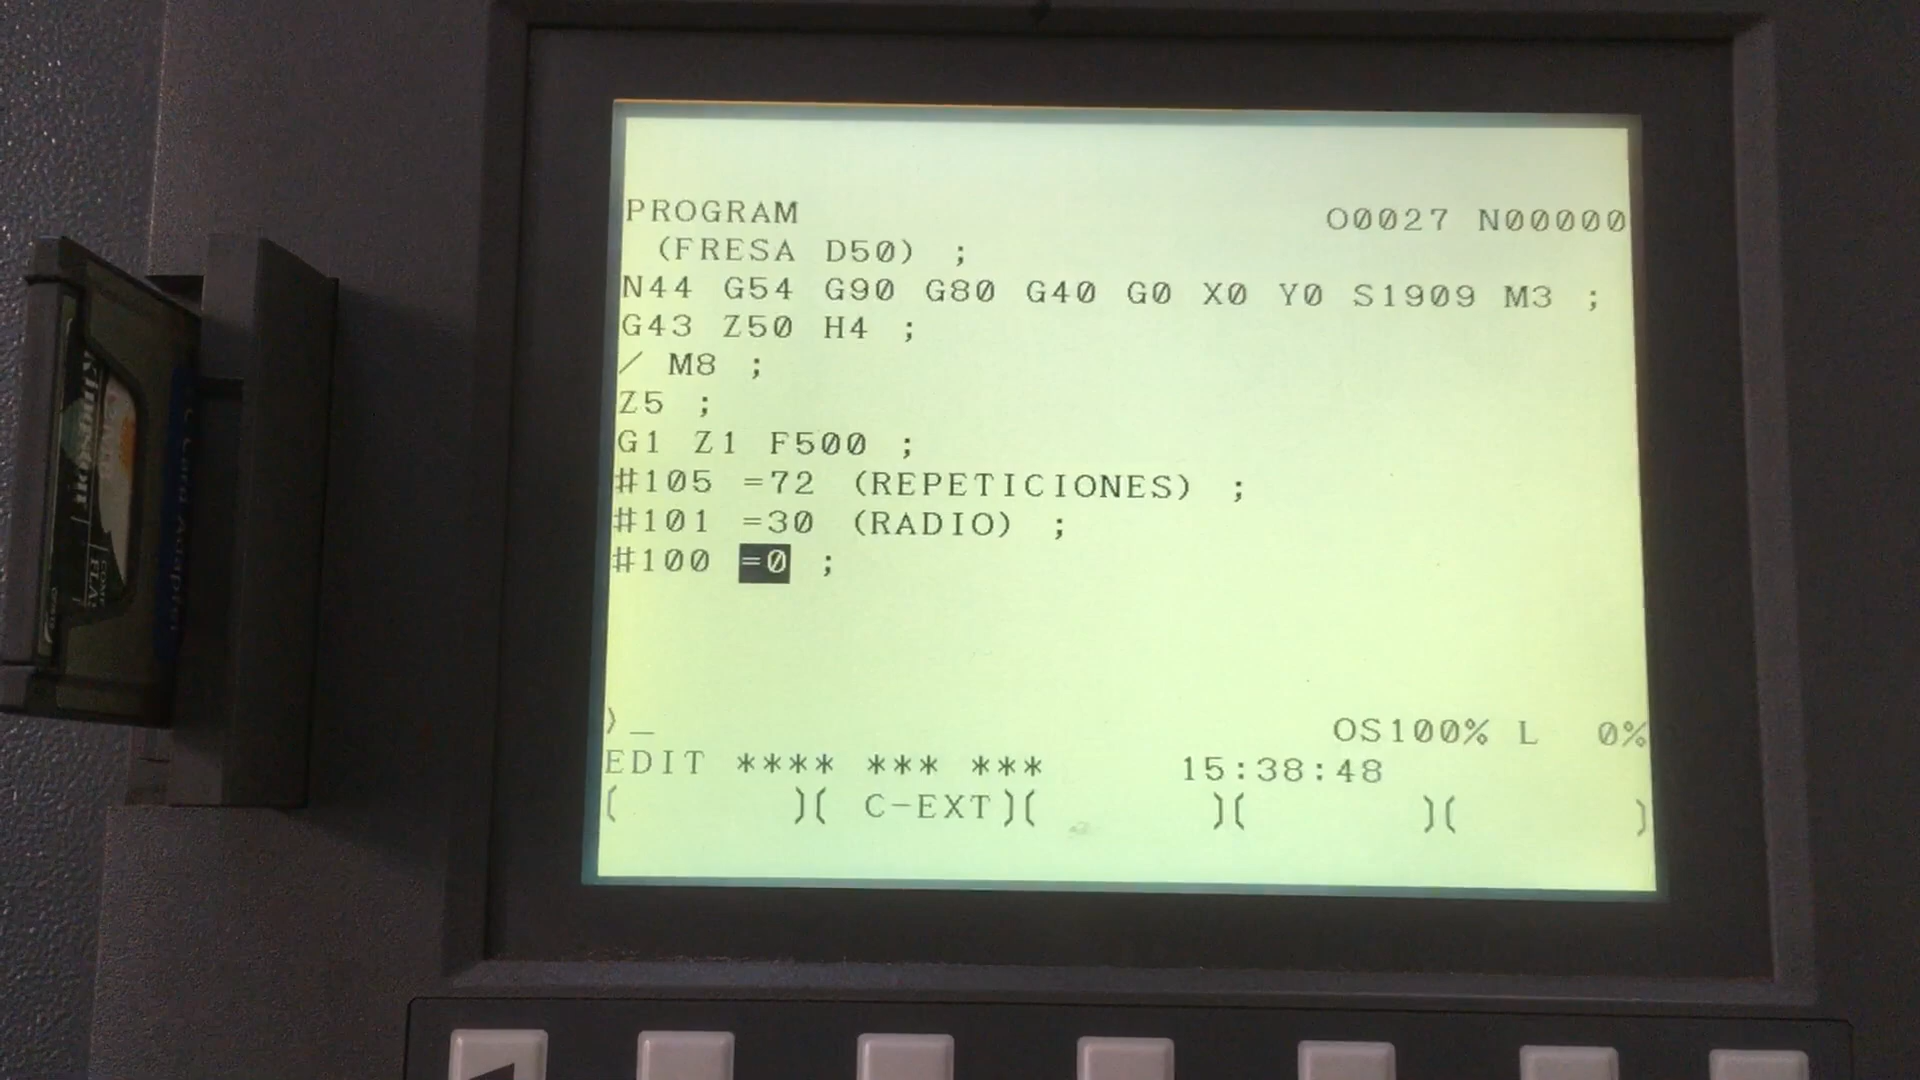 PROGRAM O0027 N00000
(FRESA D50) ;
N44 G54 G90 G80 G40 G0 X0 Y0 S1909 M3 ;
G43 Z50 H4 ;
/ M8 ;
Z5 ;
G1 Z1 F500 ;
#105 =72 (REPETICIONES) ;
#101 =30 (RADIO) ;
#100 =0 ;
)_ OS100% L 0%
EDIT **** *** *** 15:38:48
( )( C-EXT)( )( )( )